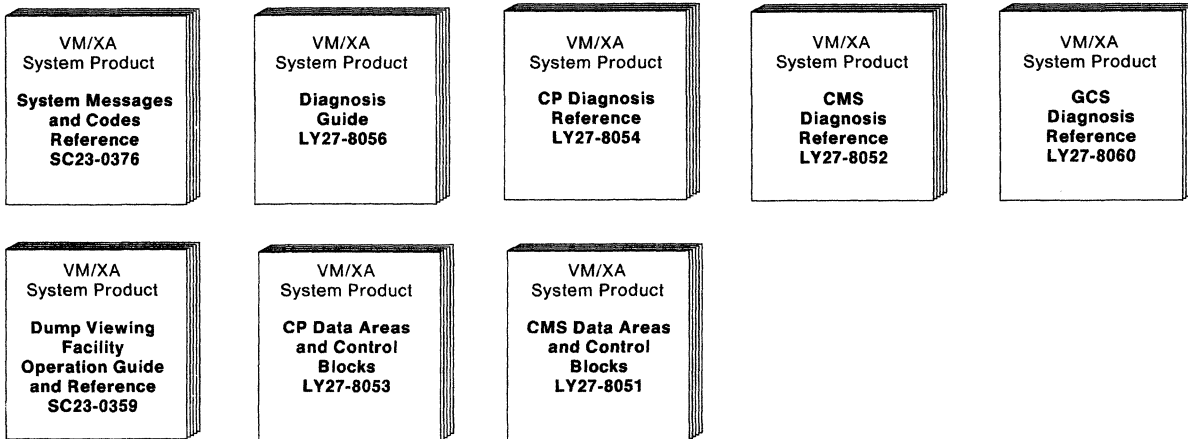 VM/XA
System Product
System Messages
and Codes
Reference
SC23-0376
VM/XA
System Product
Diagnosis
Guide
LY27-8056
VM/XA
System Product
CP Diagnosis
Reference
LY27-8054
VM/XA
System Product
CMS
Diagnosis
Reference
LY27-8052
VM/XA
System Product
GCS
Diagnosis
Reference
LY27-8060
VM/XA
System Product
Dump Viewing
Facility
Operation Guide
and Reference
SC23-0359
VM/XA
System Product
CP Data Areas
and Control
Blocks
LY27-8053
VM/XA
System Product
CMS Data Areas
and Control
Blocks
LY27-8051